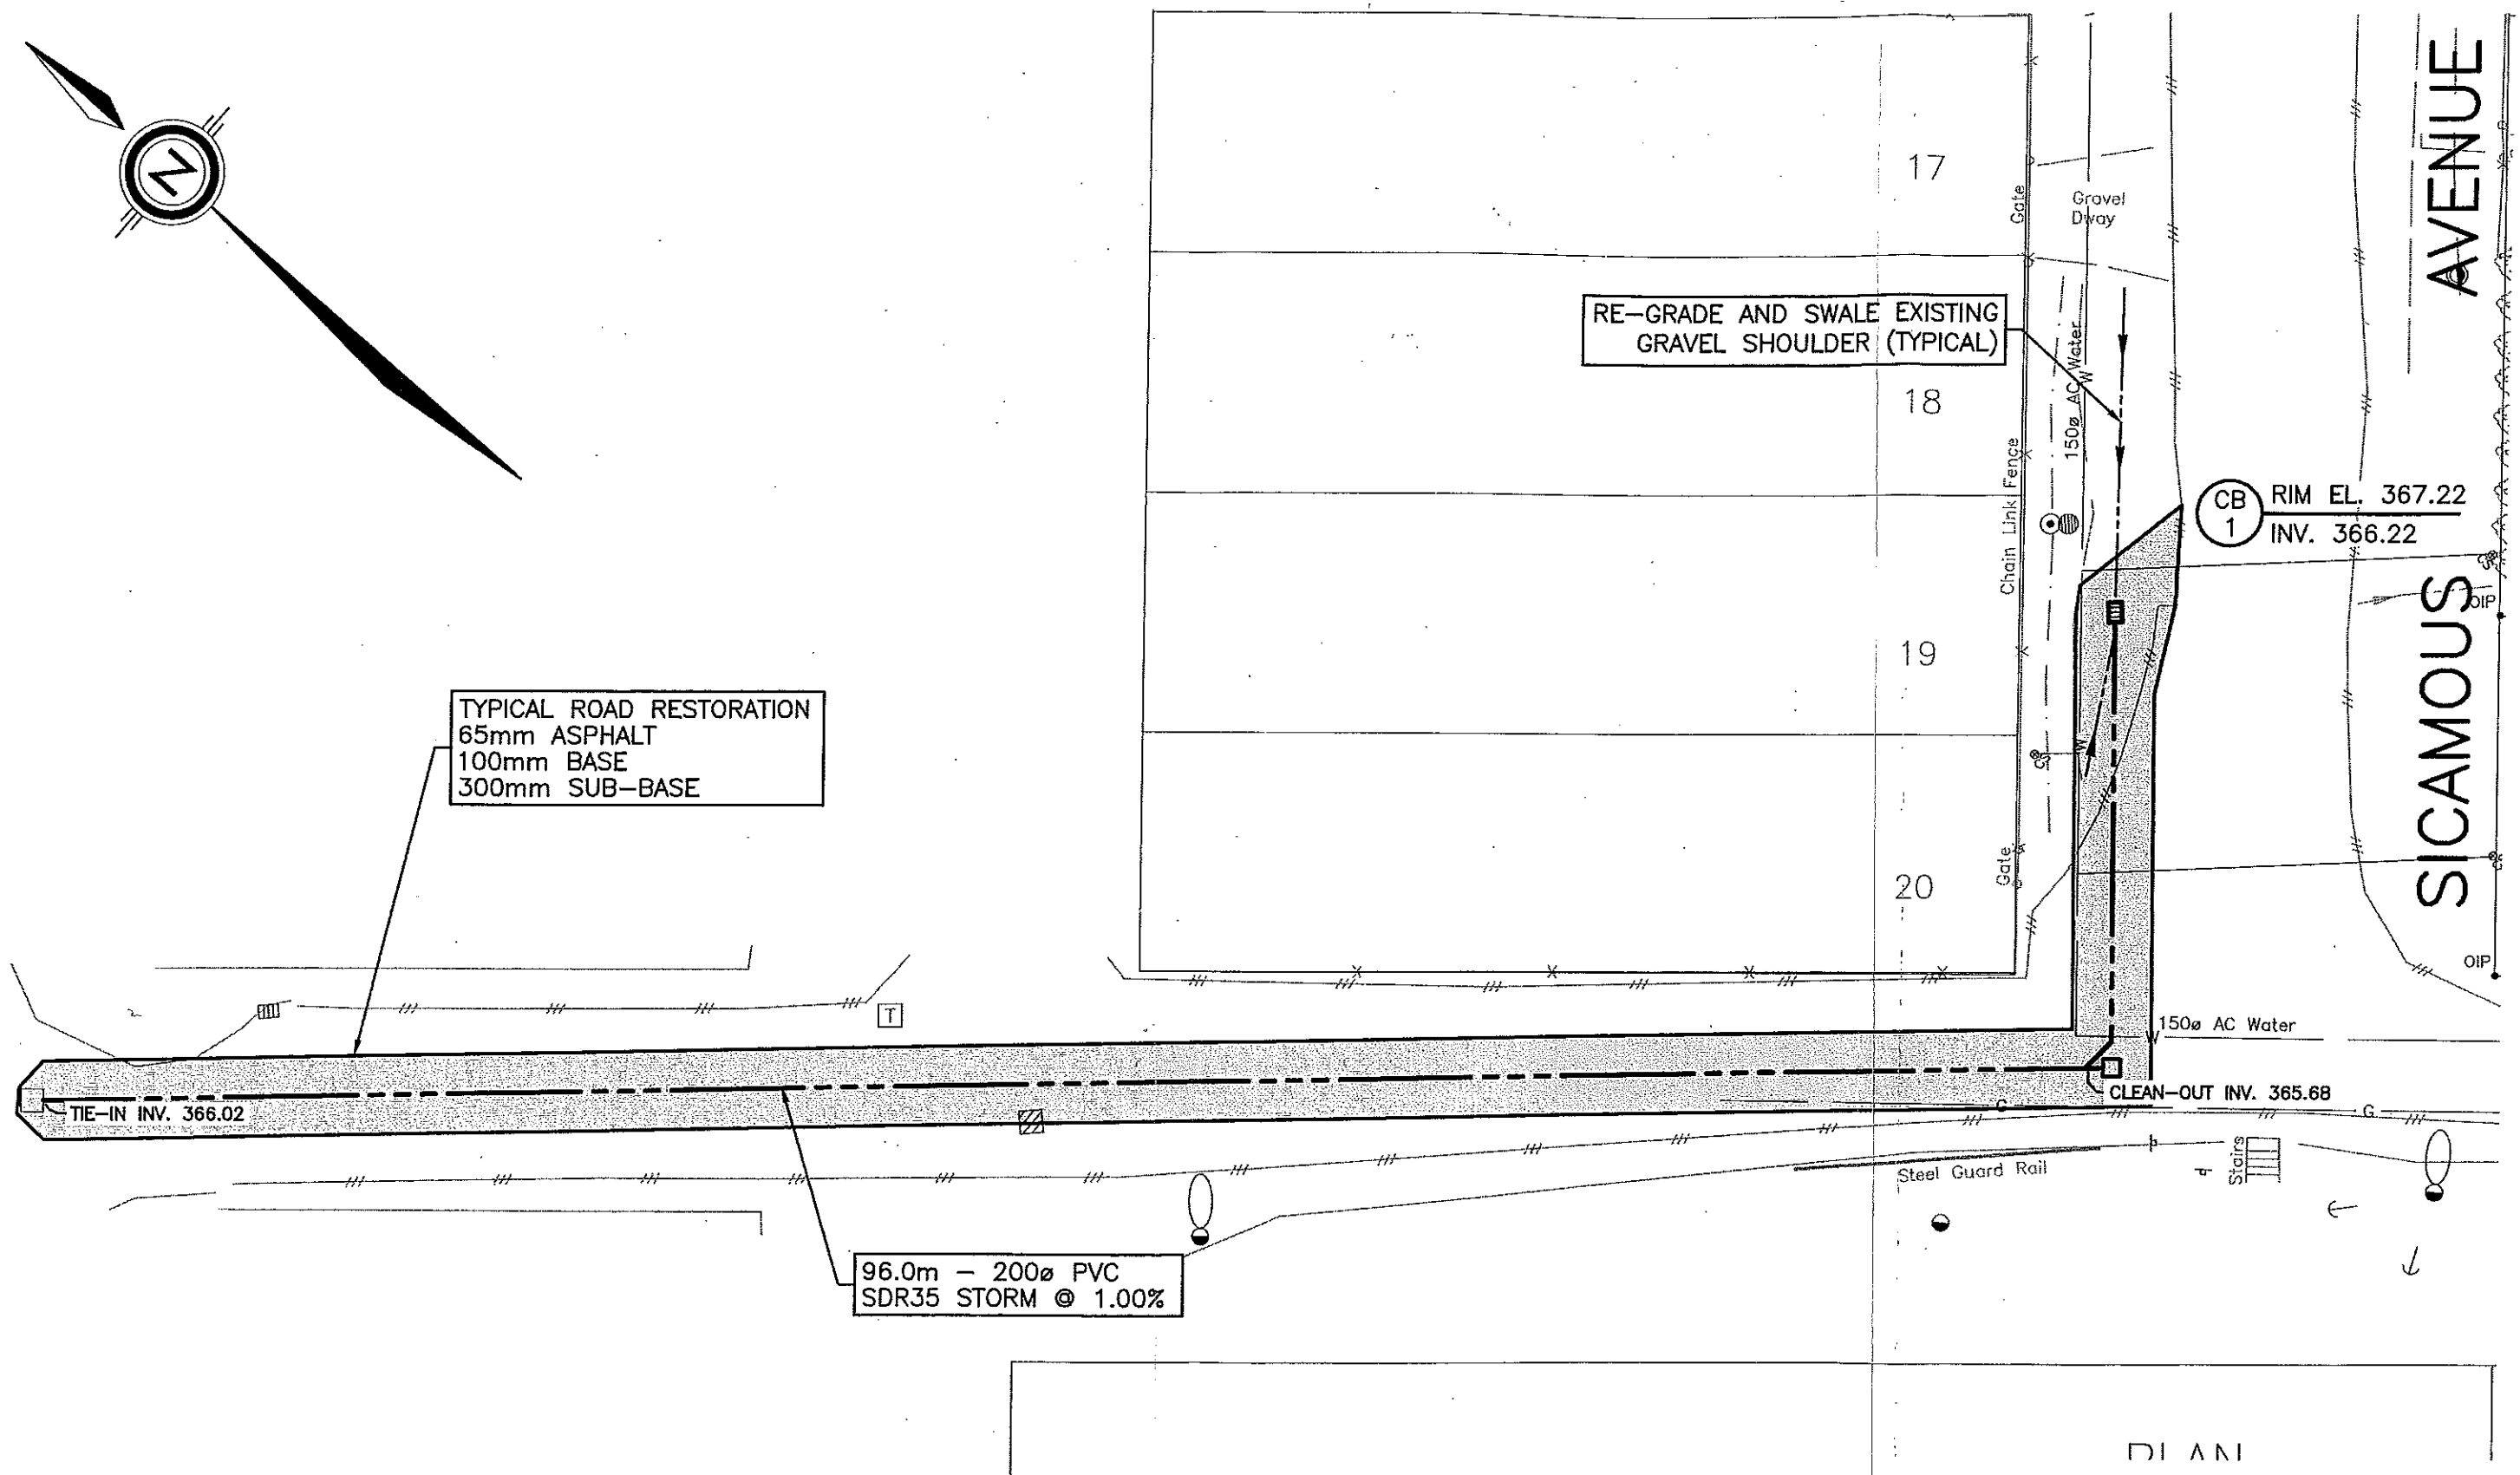 N
17
Gate
Gravel
Dway
AVENUE
RE-GRADE AND SWALE EXISTING
GRAVEL SHOULDER (TYPICAL)
150ø AC Water
W
18
Chain Link Fence
CB
1
RIM EL. 367.22
INV. 366.22
CS
OIP
SICAMOUS
19
TYPICAL ROAD RESTORATION
65mm ASPHALT
100mm BASE
300mm SUB-BASE
W
CS
Gate
20
OIP
T
150ø AC Water
W
TIE-IN INV. 366.02
CLEAN-OUT INV. 365.68
G
G
Steel Guard Rail
Stairs
96.0m - 200ø PVC
SDR35 STORM @ 1.00%
PLAN